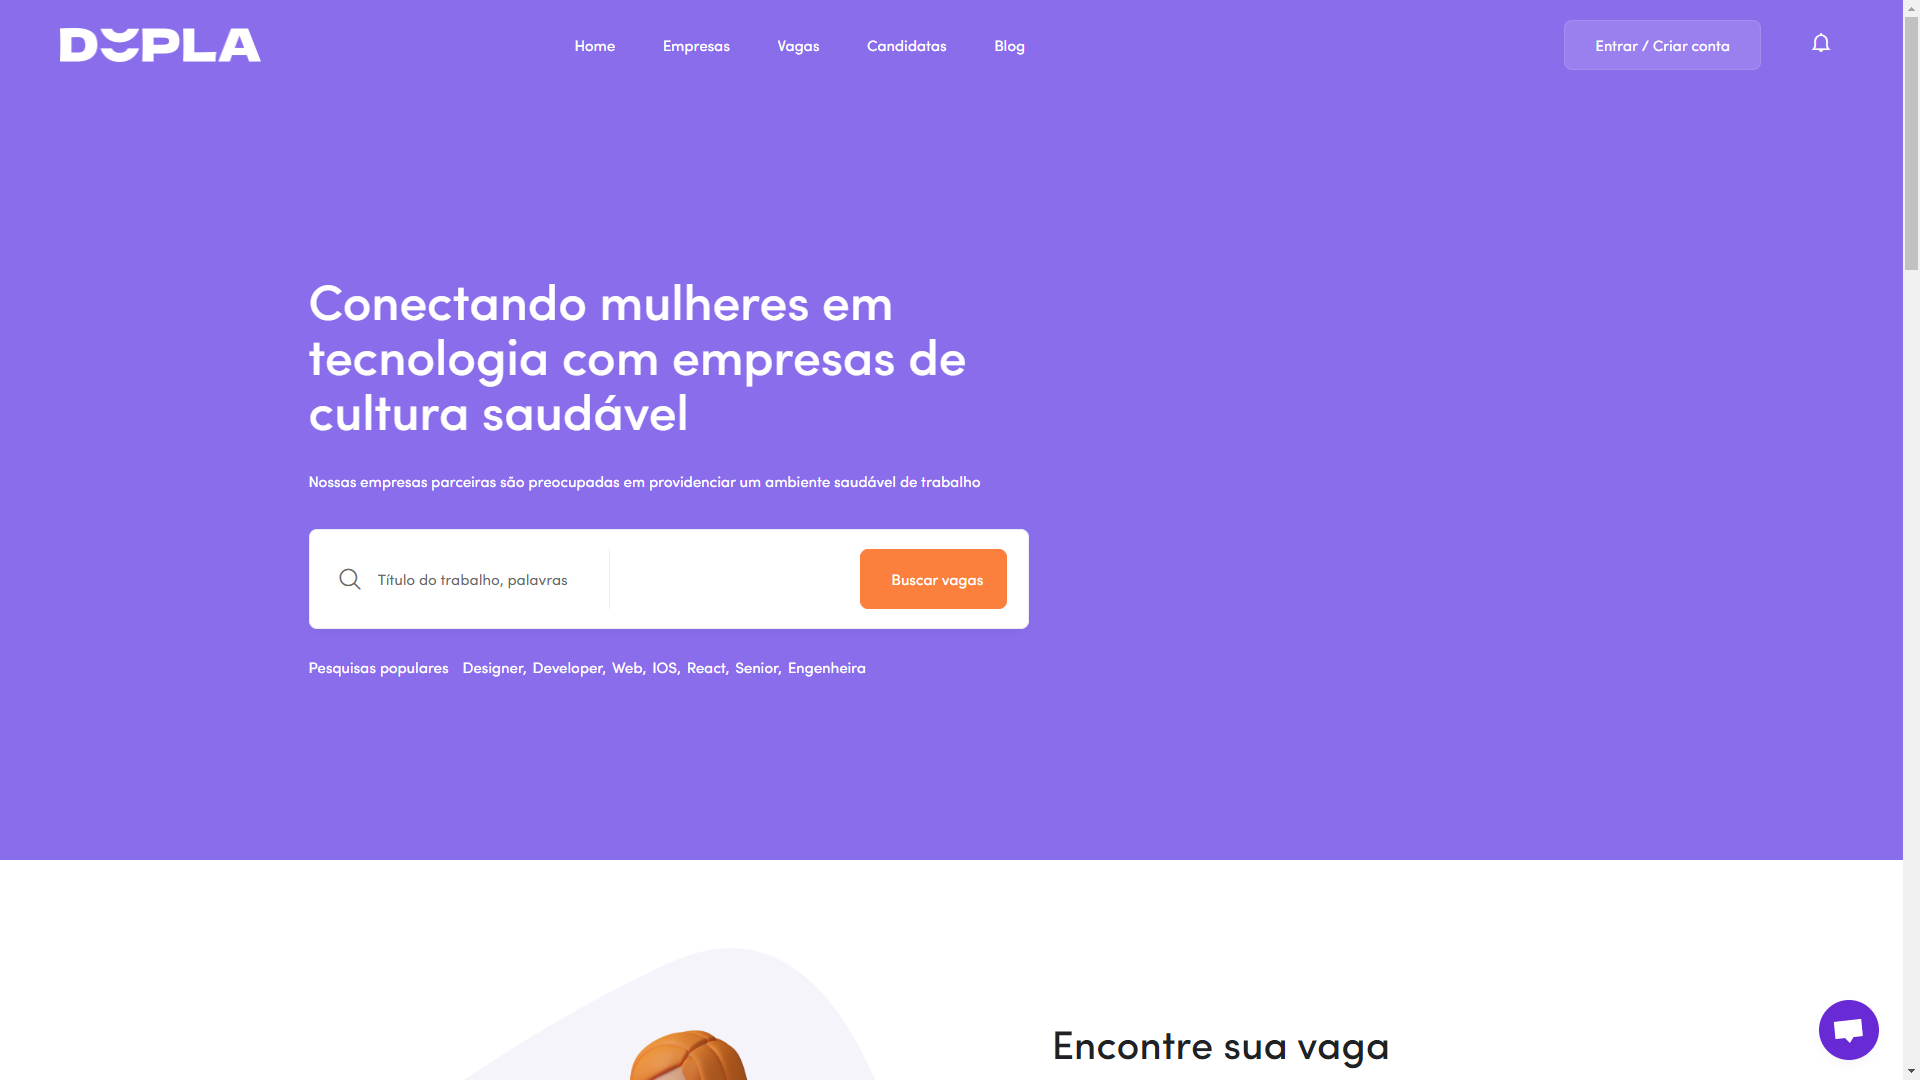 DUPLA
Home
Empresas
Vagas
Candidatas
Blog
Entrar / Criar conta
Conectando mulheres em
tecnologia com empresas de
cultura saudável
Nossas empresas parceiras são preocupadas em providenciar um ambiente saudável de trabalho
Título do trabalho, palavras
Buscar vagas
Pesquisas populares Designer, Developer, Web, IOS, React, Senior, Engenheira
Encontre sua vaga